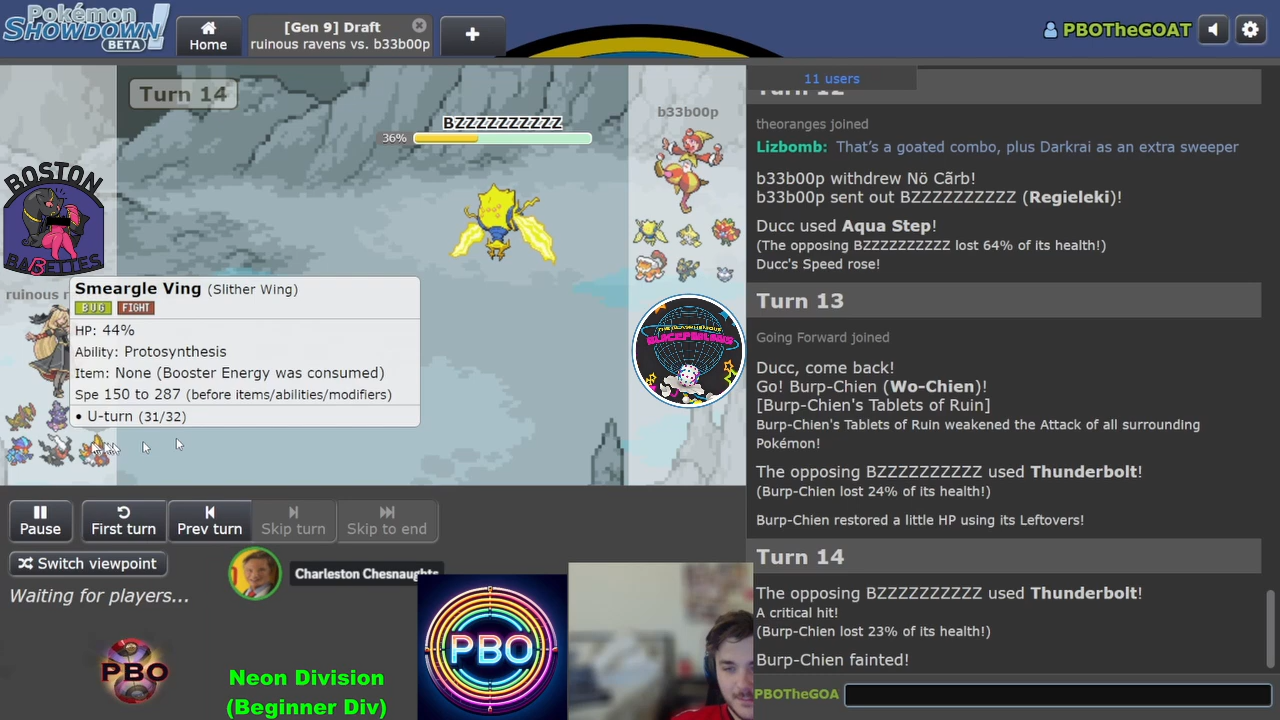 Pokémon
SHOWDOWN!
BETA
Home
[Gen 9] Draft
ruinous ravens vs. b33b00p
PBOTheGOAT
Turn 14
BZZZZZZZZZZ
36%
b33b00p
11 users
Turn 12
theoranges joined
Lizbomb: That's a goated combo, plus Darkrai as an extra sweeper
b33b00p withdrew Nö Cãrb!
b33b00p sent out BZZZZZZZZZZ (Regieleki)!
Ducc used Aqua Step!
(The opposing BZZZZZZZZZZ lost 64% of its health!)
Ducc's Speed rose!
Turn 13
Going Forward joined
Ducc, come back!
Go! Burp-Chien (Wo-Chien)!
[Burp-Chien's Tablets of Ruin]
Burp-Chien's Tablets of Ruin weakened the Attack of all surrounding
Pokémon!
The opposing BZZZZZZZZZZ used Thunderbolt!
(Burp-Chien lost 24% of its health!)
Burp-Chien restored a little HP using its Leftovers!
Turn 14
The opposing BZZZZZZZZZZ used Thunderbolt!
A critical hit!
(Burp-Chien lost 23% of its health!)
Burp-Chien fainted!
PBOTheGOA
BOSTON
BABETTES
ruinous r
Smeargle Ving (Slither Wing)
BUG FIGHT
HP: 44%
Ability: Protosynthesis
Item: None (Booster Energy was consumed)
Spe 150 to 287 (before items/abilities/modifiers)
• U-turn (31/32)
Pause
First turn
Prev turn
Skip turn
Skip to end
Switch viewpoint
Waiting for players...
Charleston Chesnaughts
PBO
PBO
Neon Division
(Beginner Div)